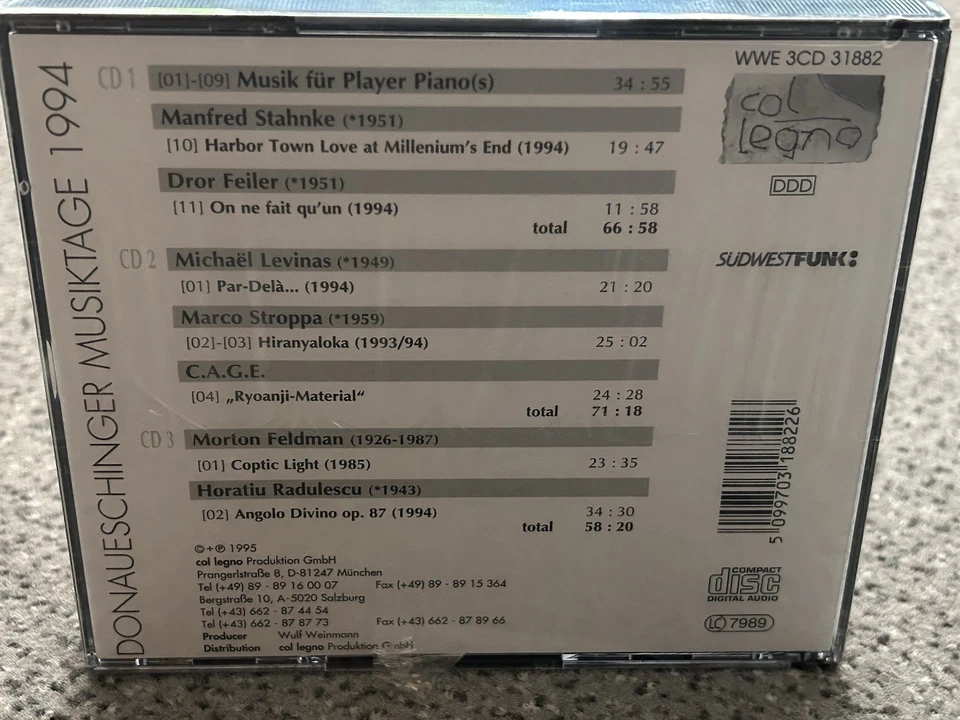 DONAUESCHINGER MUSIKTAGE 1994
WWE 3CD 31882
col
legno
DDD
SÜDWESTFUNK:
CD 1 [01]-[09] Musik für Player Piano(s) 34 : 55
Manfred Stahnke (*1951)
[10] Harbor Town Love at Millenium's End (1994) 19 : 47
Dror Feiler (*1951)
[11] On ne fait qu'un (1994) 11 : 58
total 66 : 58
CD 2 Michaël Levinas (*1949)
[01] Par-Delà... (1994) 21 : 20
Marco Stroppa (*1959)
[02]-[03] Hiranyaloka (1993/94) 25 : 02
C.A.G.E.
[04] „Ryoanji-Material“ 24 : 28
total 71 : 18
CD 3 Morton Feldman (1926-1987)
[01] Coptic Light (1985) 23 : 35
Horatiu Radulescu (*1943)
[02] Angolo Divino op. 87 (1994) 34 : 30
total 58 : 20
©+℗ 1995
col legno Produktion GmbH
Prangerlstraße 8, D-81247 München
Tel (+49) 89 - 89 16 00 07 Fax (+49) 89 - 89 15 364
Bergstraße 10, A-5020 Salzburg
Tel (+43) 662 - 87 44 54
Tel (+43) 662 - 87 87 73 Fax (+43) 662 - 87 89 66
Producer Wulf Weinmann
Distribution col legno Produktion GmbH
5 099703 188226
COMPACT
disc
DIGITAL AUDIO
LC 7989